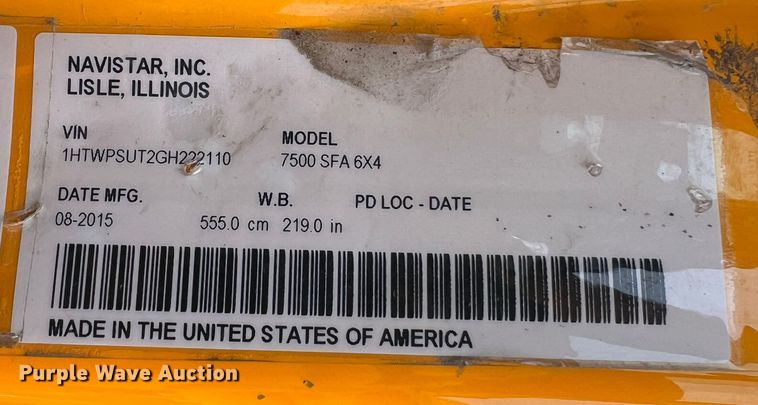 NAVISTAR, INC.
LISLE, ILLINOIS
VIN MODEL
1HTWPSUT2GH222110 7500 SFA 6X4
DATE MFG. W.B. PD LOC - DATE
08-2015 555.0 cm 219.0 in
MADE IN THE UNITED STATES OF AMERICA
Purple Wave Auction